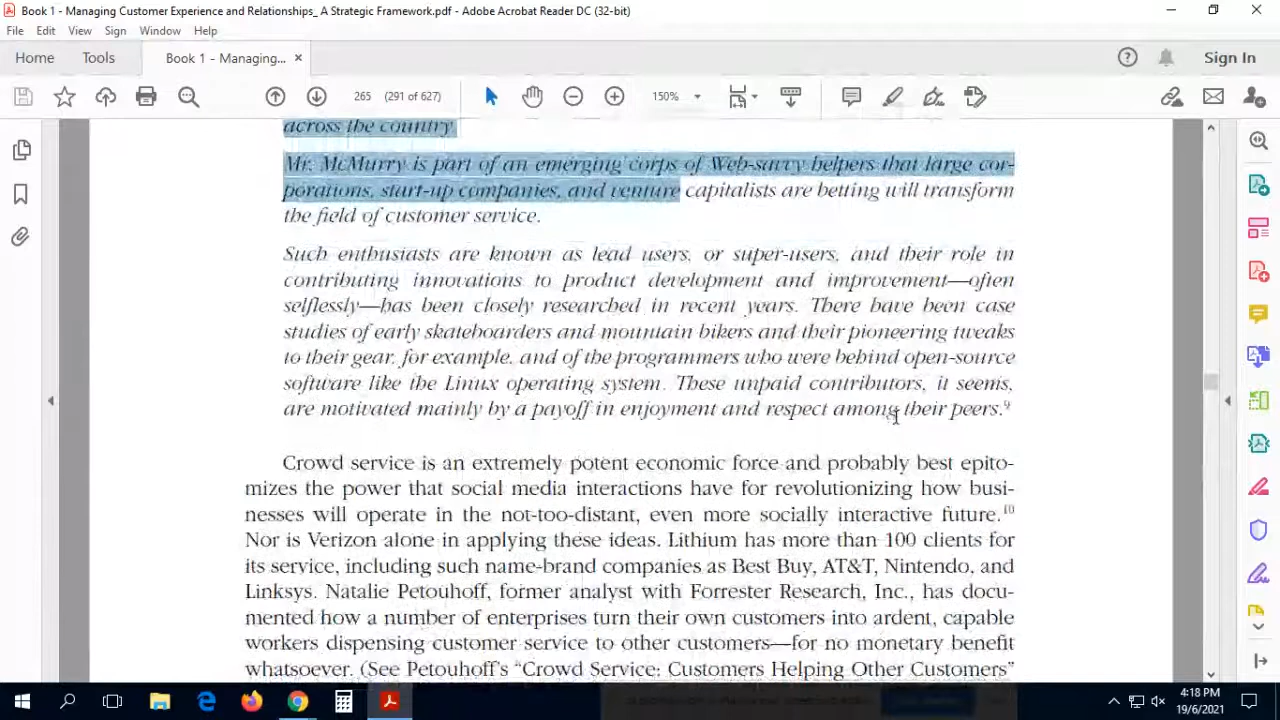 Book 1 - Managing Customer Experience and Relationships_ A Strategic Framework.pdf - Adobe Acrobat Reader DC (32-bit)
File Edit View Sign Window Help
Home Tools Book 1 - Managing... × Sign In
265 (291 of 627) 150%
across the country.
Mr. McMurry is part of an emerging corps of Web-savvy helpers that large cor-
porations, start-up companies, and venture capitalists are betting will transform
the field of customer service.
Such enthusiasts are known as lead users, or super-users, and their role in
contributing innovations to product development and improvement—often
selflessly—has been closely researched in recent years. There have been case
studies of early skateboarders and mountain bikers and their pioneering tweaks
to their gear, for example, and of the programmers who were behind open-source
software like the Linux operating system. These unpaid contributors, it seems,
are motivated mainly by a payoff in enjoyment and respect among their peers.⁹
Crowd service is an extremely potent economic force and probably best epito-
mizes the power that social media interactions have for revolutionizing how busi-
nesses will operate in the not-too-distant, even more socially interactive future.¹⁰
Nor is Verizon alone in applying these ideas. Lithium has more than 100 clients for
its service, including such name-brand companies as Best Buy, AT&T, Nintendo, and
Linksys. Natalie Petouhoff, former analyst with Forrester Research, Inc., has docu-
mented how a number of enterprises turn their own customers into ardent, capable
workers dispensing customer service to other customers—for no monetary benefit
whatsoever. (See Petouhoff's “Crowd Service: Customers Helping Other Customers”
4:18 PM
19/6/2021